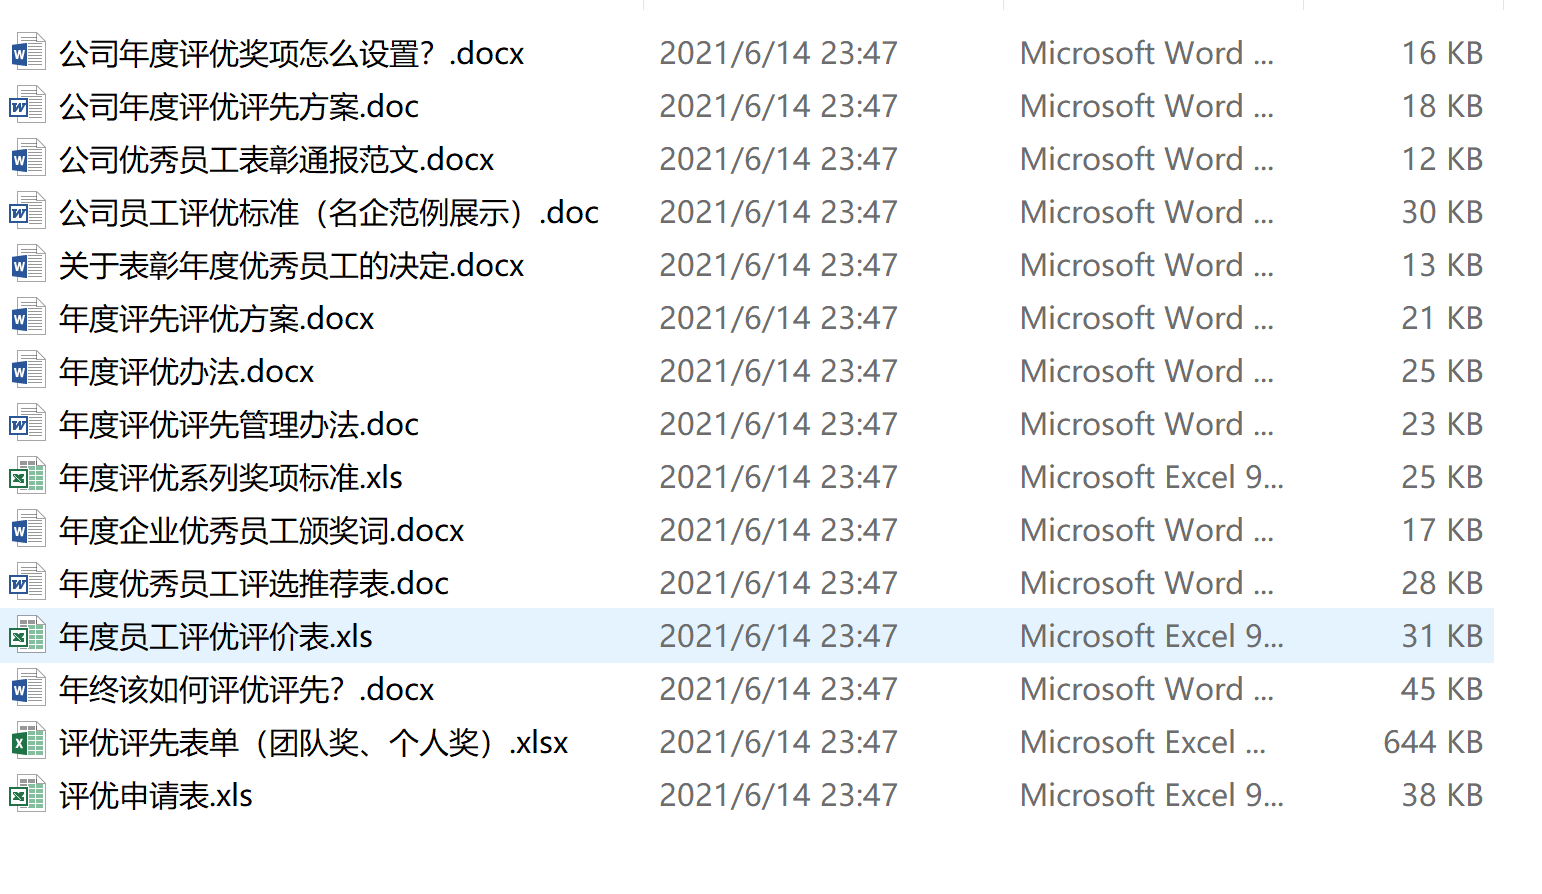 公司年度评优奖项怎么设置？.docx 2021/6/14 23:47 Microsoft Word ... 16 KB
公司年度评优评先方案.doc 2021/6/14 23:47 Microsoft Word ... 18 KB
公司优秀员工表彰通报范文.docx 2021/6/14 23:47 Microsoft Word ... 12 KB
公司员工评优标准（名企范例展示）.doc 2021/6/14 23:47 Microsoft Word ... 30 KB
关于表彰年度优秀员工的决定.docx 2021/6/14 23:47 Microsoft Word ... 13 KB
年度评先评优方案.docx 2021/6/14 23:47 Microsoft Word ... 21 KB
年度评优办法.docx 2021/6/14 23:47 Microsoft Word ... 25 KB
年度评优评先管理办法.doc 2021/6/14 23:47 Microsoft Word ... 23 KB
年度评优系列奖项标准.xls 2021/6/14 23:47 Microsoft Excel 9... 25 KB
年度企业优秀员工颁奖词.docx 2021/6/14 23:47 Microsoft Word ... 17 KB
年度优秀员工评选推荐表.doc 2021/6/14 23:47 Microsoft Word ... 28 KB
年度员工评优评价表.xls 2021/6/14 23:47 Microsoft Excel 9... 31 KB
年终该如何评优评先？.docx 2021/6/14 23:47 Microsoft Word ... 45 KB
评优评先表单（团队奖、个人奖）.xlsx 2021/6/14 23:47 Microsoft Excel ... 644 KB
评优申请表.xls 2021/6/14 23:47 Microsoft Excel 9... 38 KB